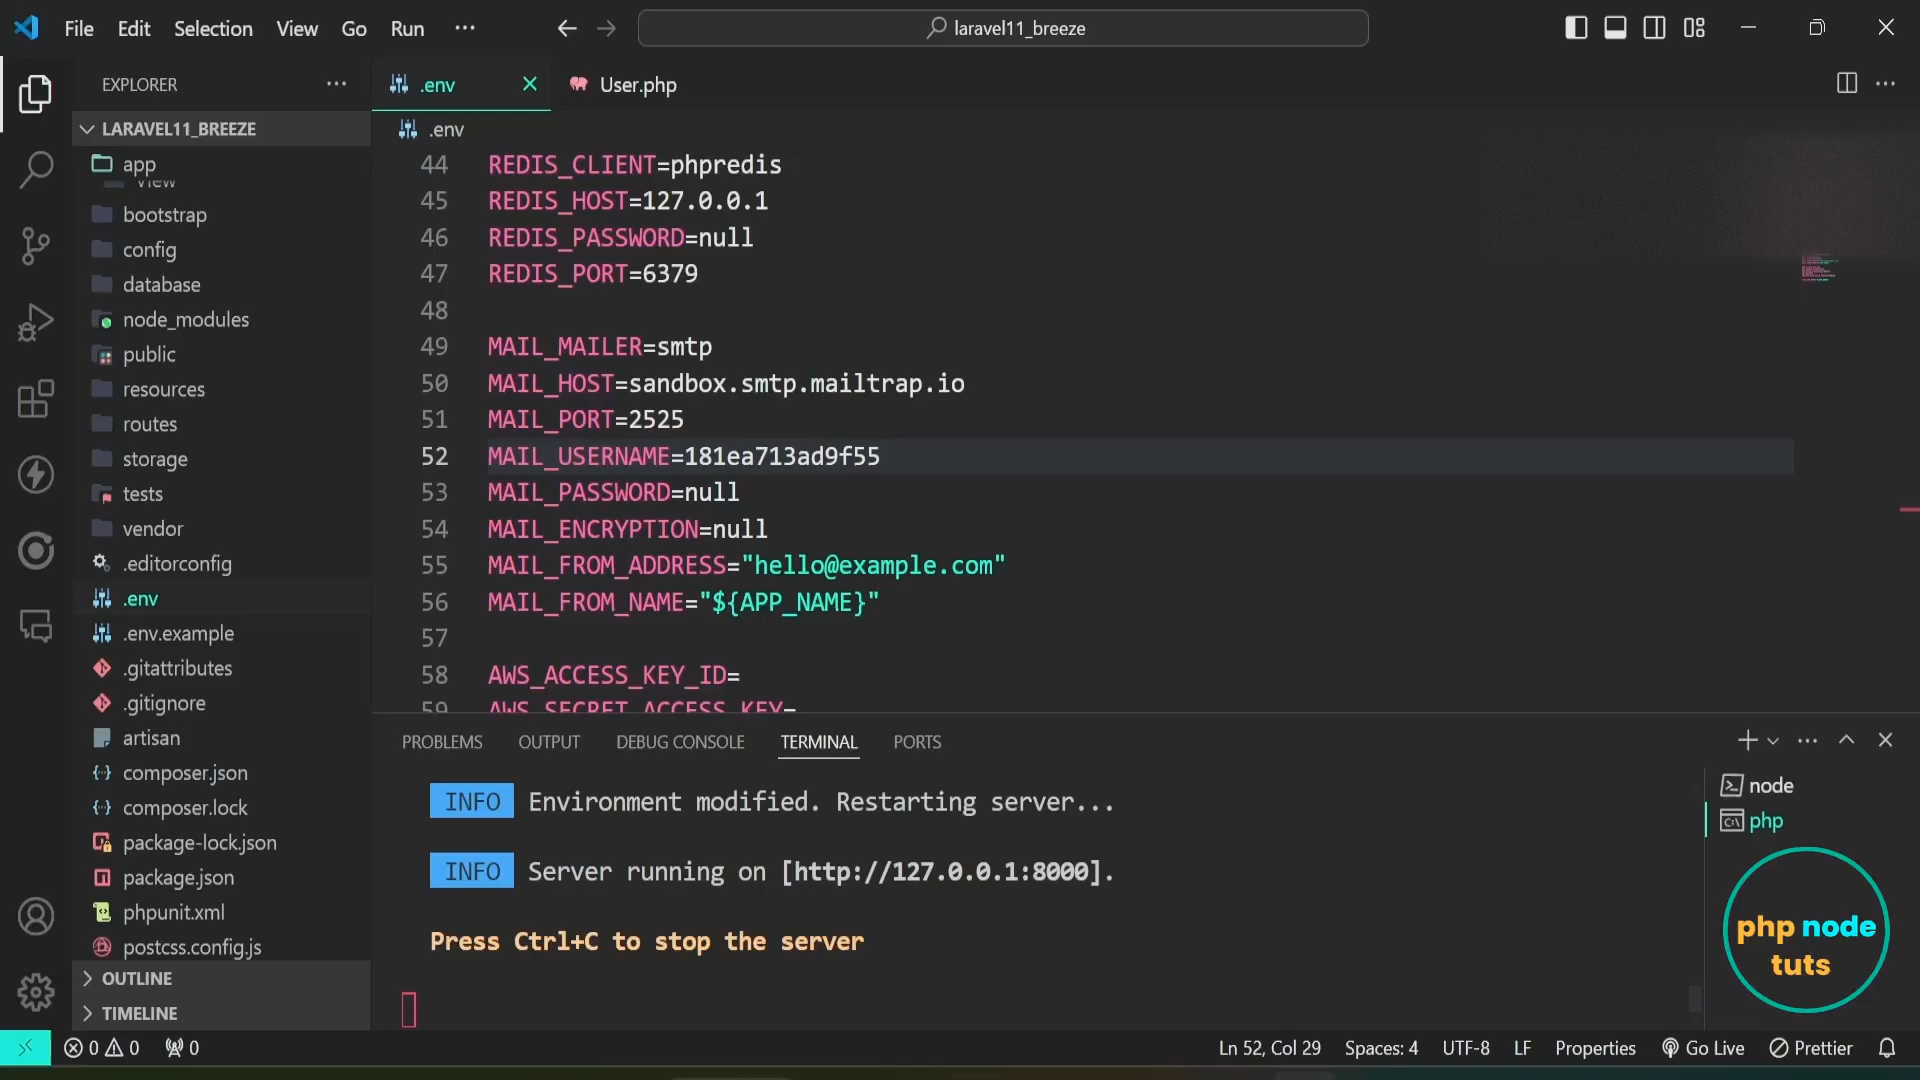 File Edit Selection View Go Run ··· laravel11_breeze
EXPLORER
LARAVEL11_BREEZE
app
view
bootstrap
config
database
node_modules
public
resources
routes
storage
tests
vendor
.editorconfig
.env
.env.example
.gitattributes
.gitignore
artisan
composer.json
composer.lock
package-lock.json
package.json
phpunit.xml
postcss.config.js
OUTLINE
TIMELINE
.env User.php
.env
44 REDIS_CLIENT=phpredis
45 REDIS_HOST=127.0.0.1
46 REDIS_PASSWORD=null
47 REDIS_PORT=6379
48
49 MAIL_MAILER=smtp
50 MAIL_HOST=sandbox.smtp.mailtrap.io
51 MAIL_PORT=2525
52 MAIL_USERNAME=181ea713ad9f55
53 MAIL_PASSWORD=null
54 MAIL_ENCRYPTION=null
55 MAIL_FROM_ADDRESS="hello@example.com"
56 MAIL_FROM_NAME="${APP_NAME}"
57
58 AWS_ACCESS_KEY_ID=
59 AWS_SECRET_ACCESS_KEY=
PROBLEMS OUTPUT DEBUG CONSOLE TERMINAL PORTS
INFO Environment modified. Restarting server...
INFO Server running on [http://127.0.0.1:8000].
Press Ctrl+C to stop the server
node
php
php node
tuts
0 0 0 Ln 52, Col 29 Spaces: 4 UTF-8 LF Properties Go Live Prettier